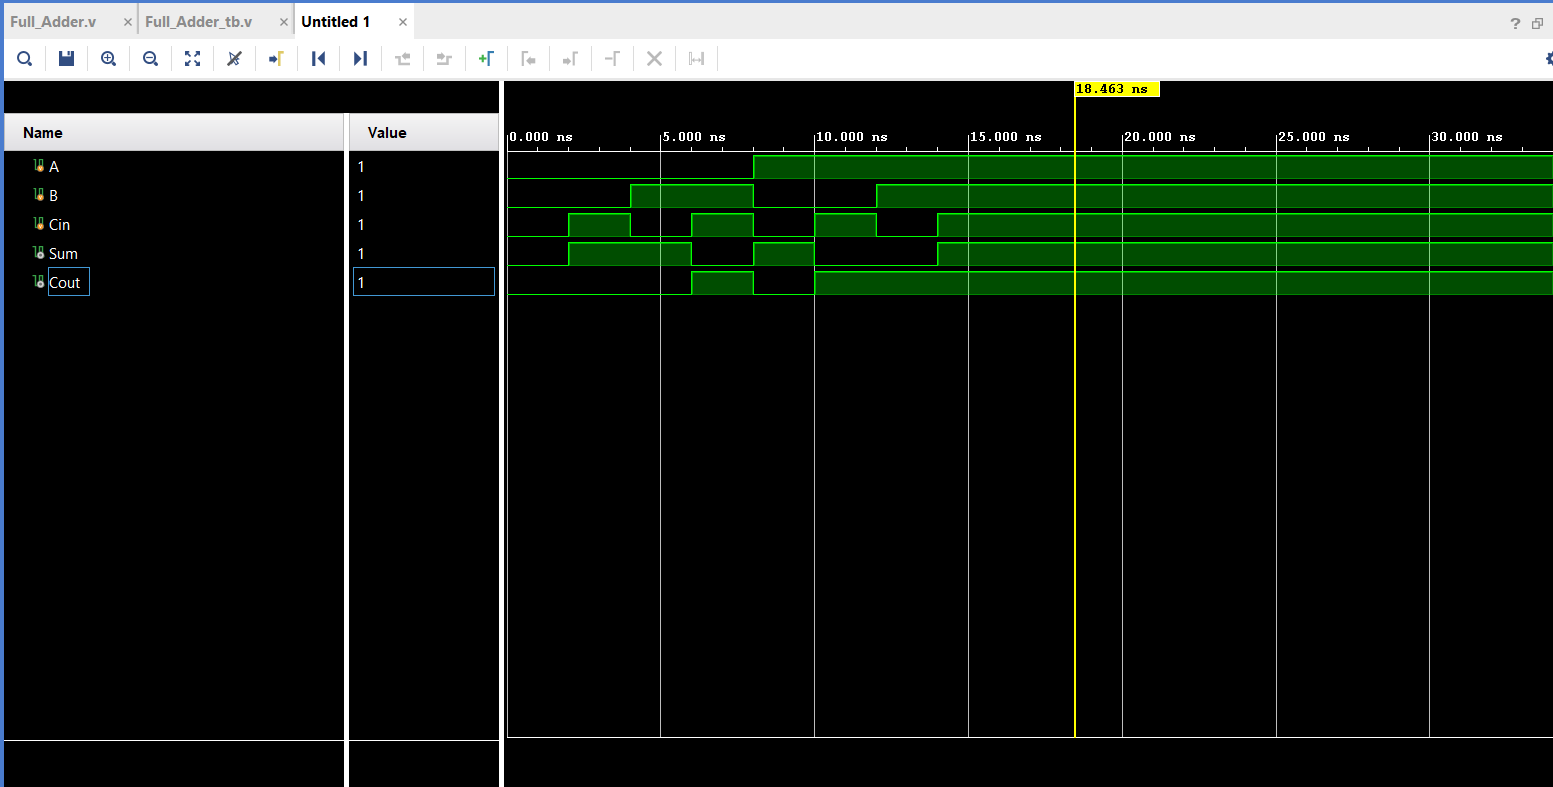 Full_Adder.v × Full_Adder_tb.v × Untitled 1 ×
?
18.463 ns
Name Value
0.000 ns 5.000 ns 10.000 ns 15.000 ns 20.000 ns 25.000 ns 30.000 ns
A 1
B 1
Cin 1
Sum 1
Cout 1